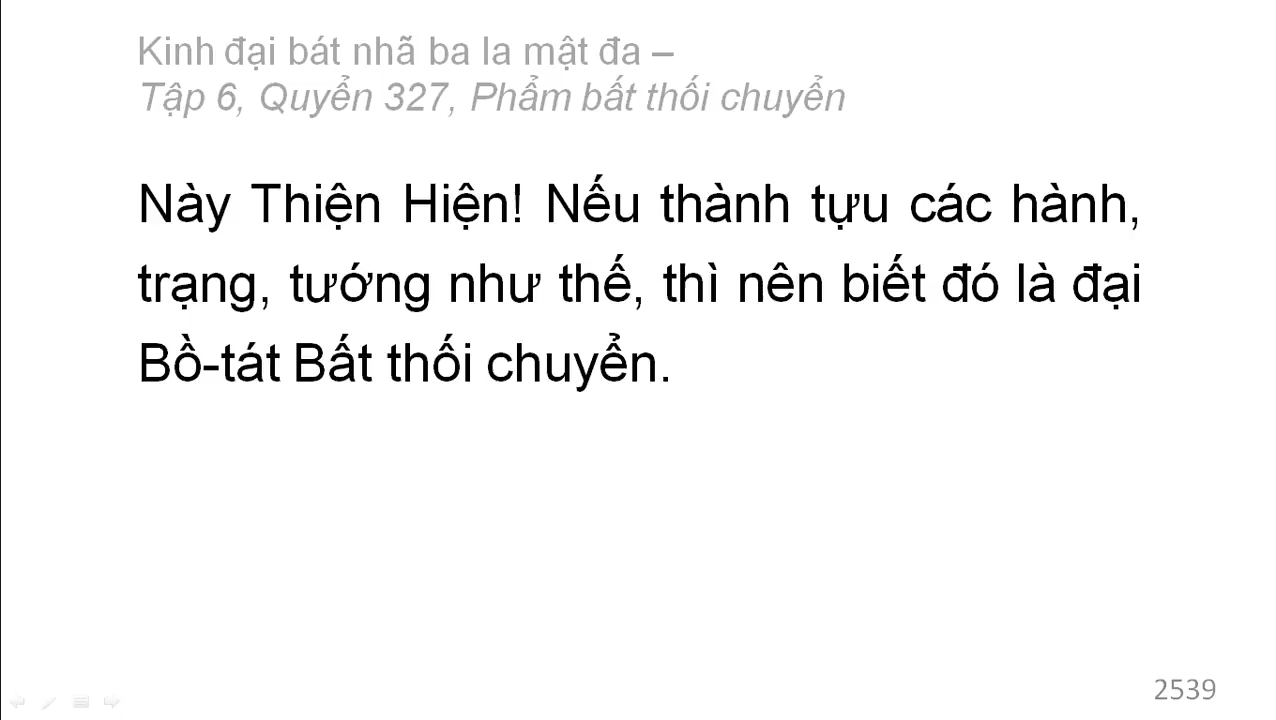 Kinh đại bát nhã ba la mật đa –
Tập 6, Quyển 327, Phẩm bất thối chuyển
Này Thiện Hiện! Nếu thành tựu các hành,
trạng, tướng như thế, thì nên biết đó là đại
Bồ-tát Bất thối chuyển.
2539